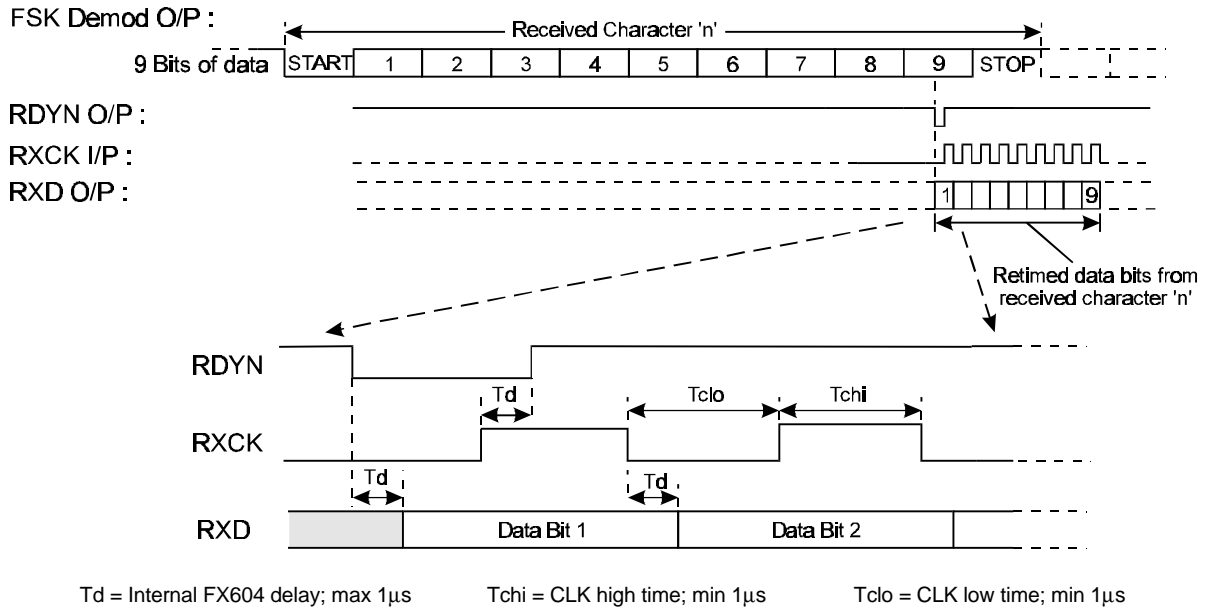 FSK Demod O/P :
Received Character 'n'
9 Bits of data START 1 2 3 4 5 6 7 8 9 STOP
RDYN O/P :
RXCK I/P :
RXD O/P : 1 9
Retimed data bits from
received character 'n'
RDYN
Td Tclo Tchi
RXCK
Td Td
RXD Data Bit 1 Data Bit 2
Td = Internal FX604 delay; max 1µs Tchi = CLK high time; min 1µs Tclo = CLK low time; min 1µs